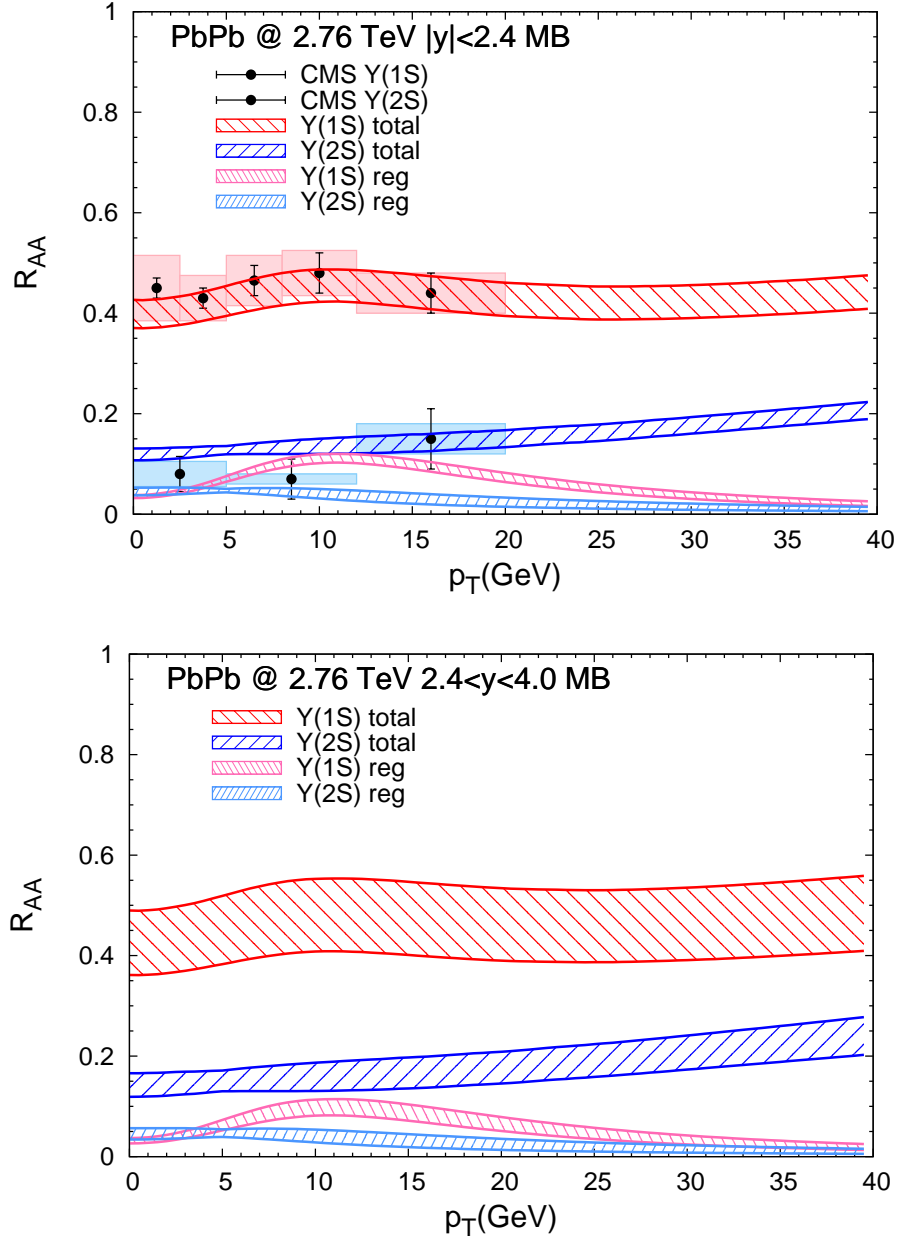 PbPb @ 2.76 TeV |y|<2.4 MB
CMS Y(1S)
CMS Y(2S)
Y(1S) total
Y(2S) total
Y(1S) reg
Y(2S) reg
R_AA
1
0.8
0.6
0.4
0.2
0
0 5 10 15 20 25 30 35 40
p_T(GeV)
PbPb @ 2.76 TeV 2.4<y<4.0 MB
Y(1S) total
Y(2S) total
Y(1S) reg
Y(2S) reg
R_AA
1
0.8
0.6
0.4
0.2
0
0 5 10 15 20 25 30 35 40
p_T(GeV)